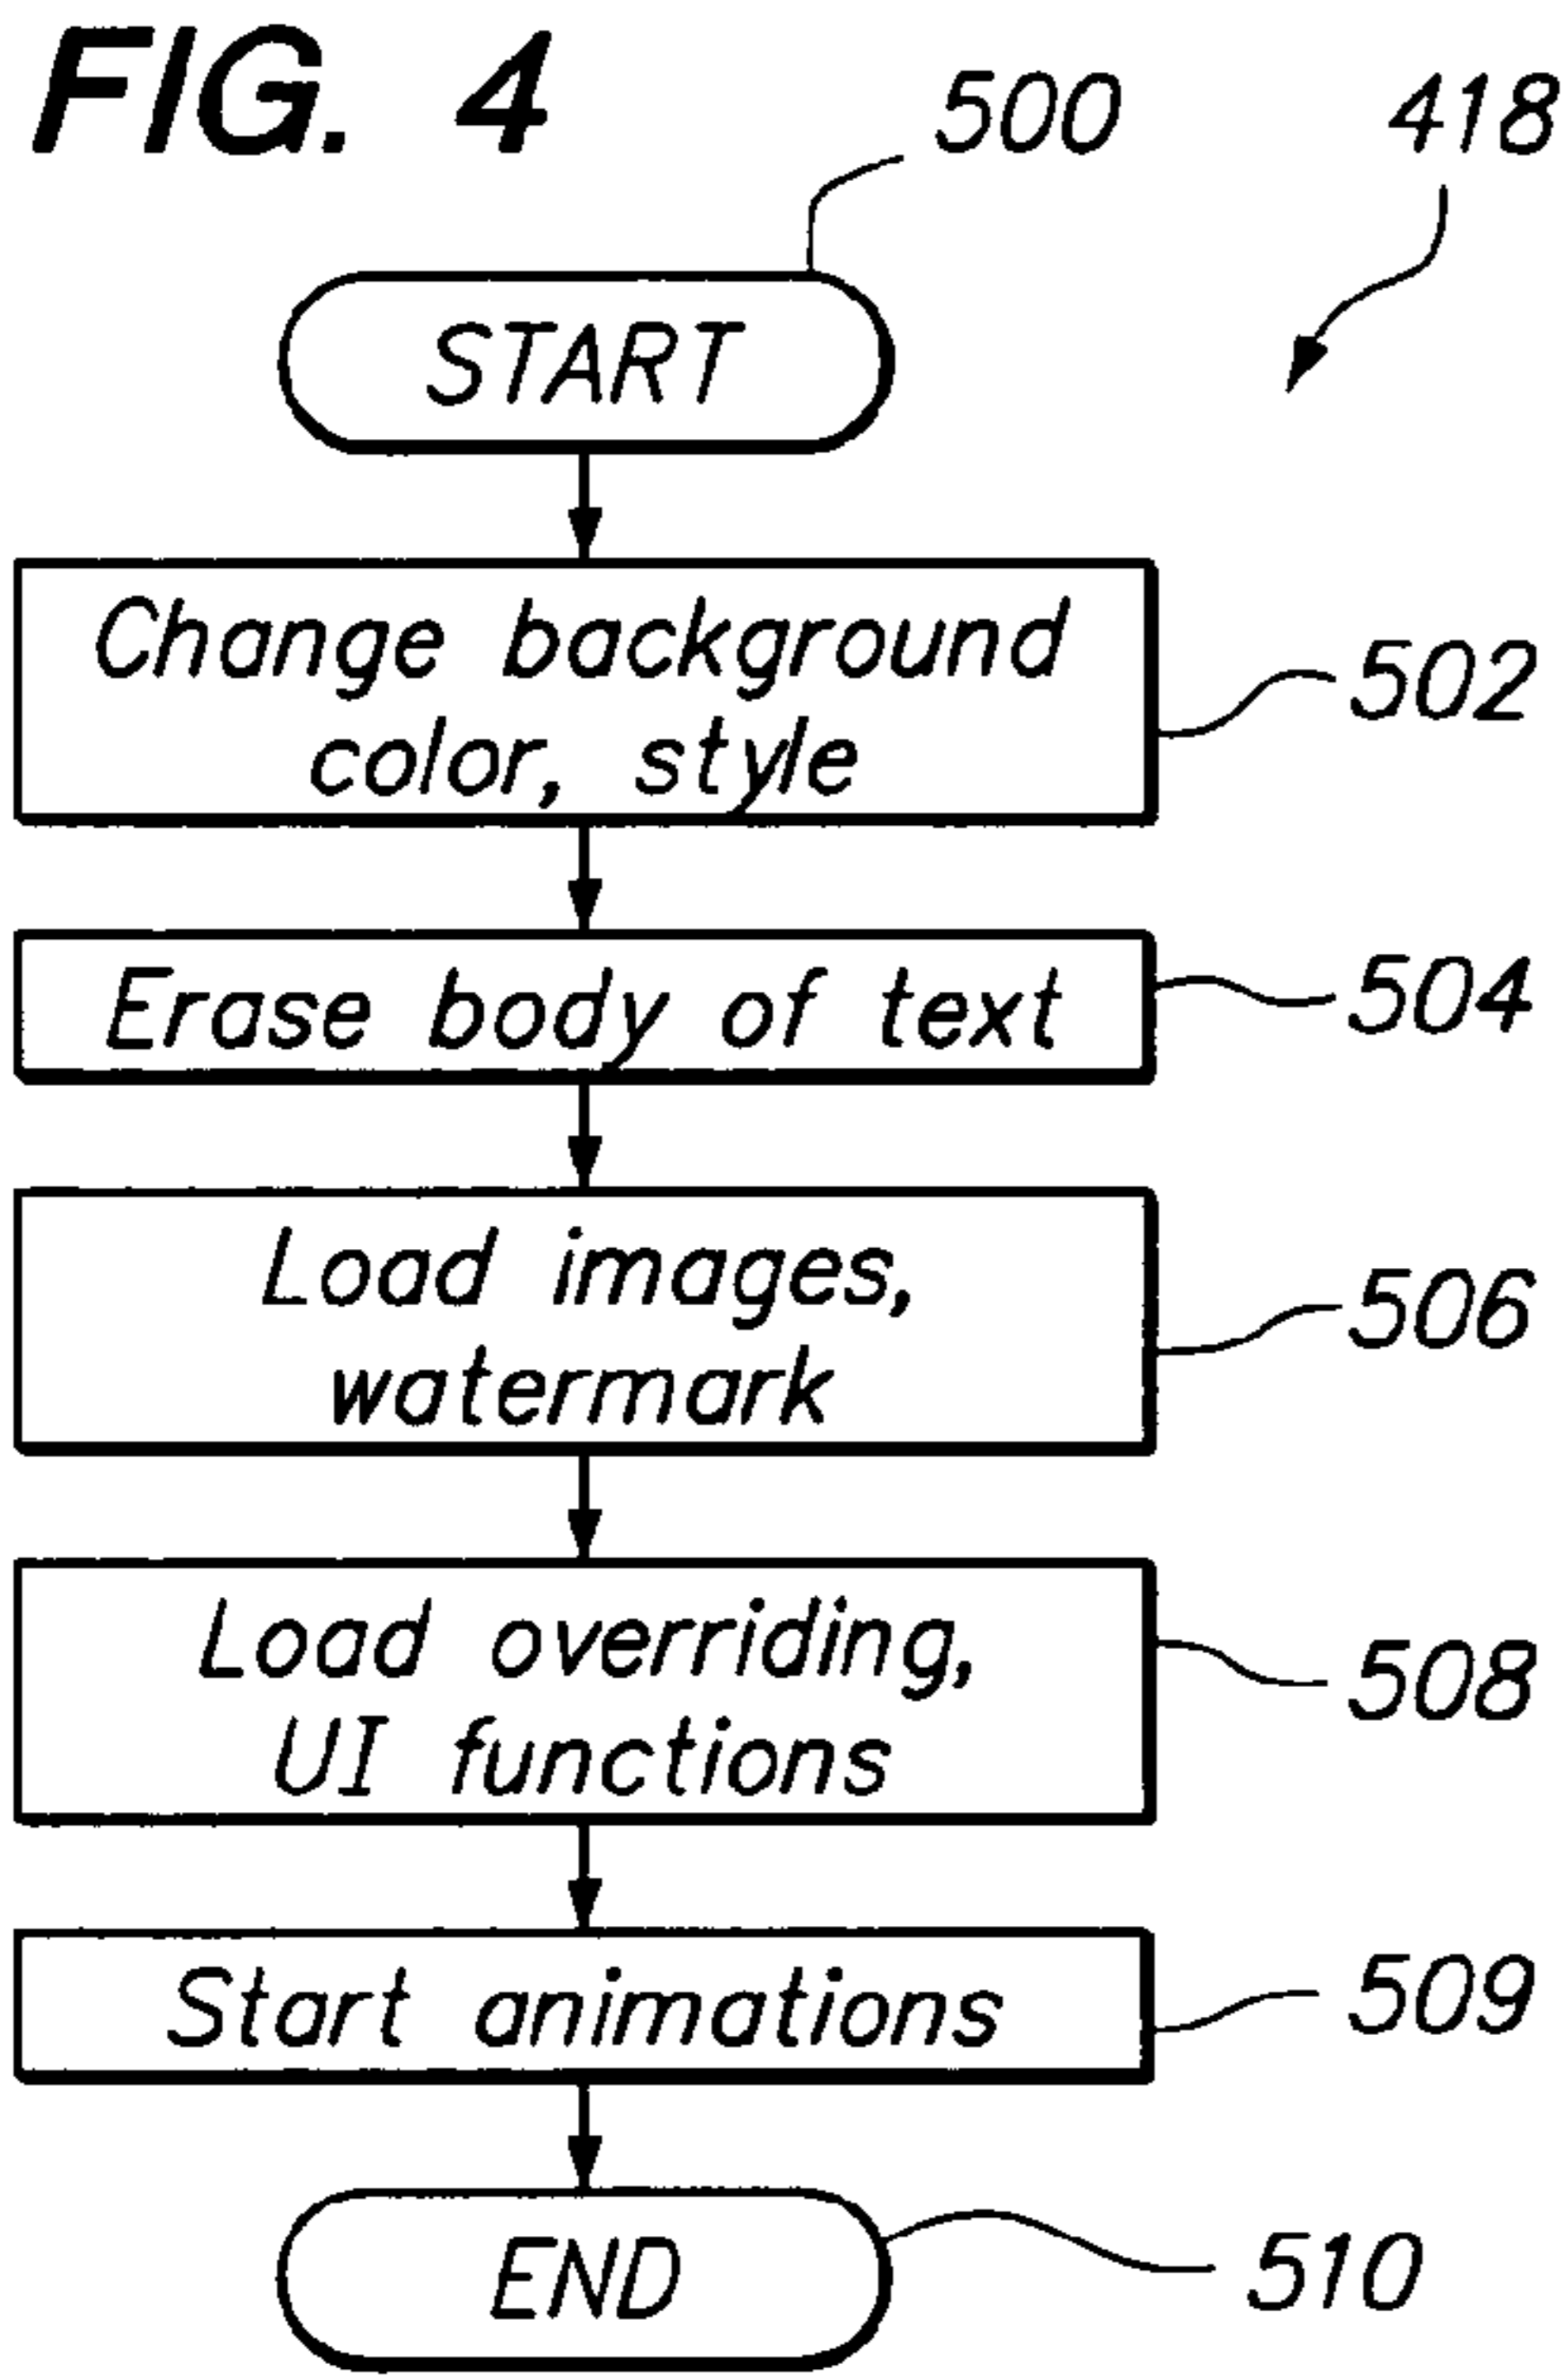 FIG. 4
500
418
START
Change background
color, style
502
Erase body of text
504
Load images,
watermark
506
Load overriding,
UI functions
508
Start animations
509
END
510